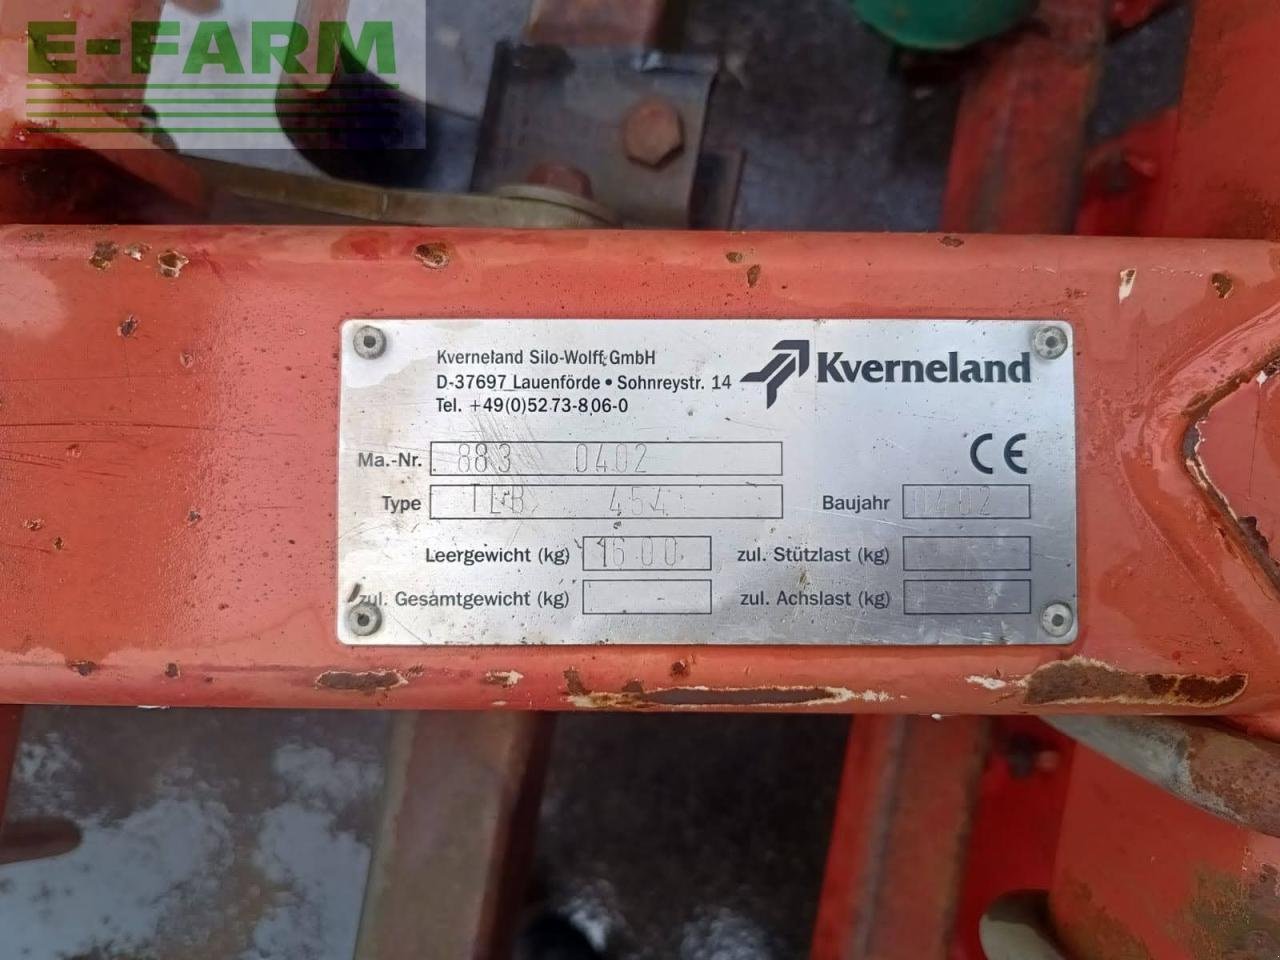 E-FARM
Kverneland Silo-Wolff GmbH
D-37697 Lauenförde • Sohnreystr. 14
Tel. +49(0)5273-806-0
Kverneland
CE
Ma.-Nr. 883 0402
Type TLB 454
Baujahr 0402
Leergewicht (kg) 1600
zul. Stützlast (kg)
zul. Gesamtgewicht (kg)
zul. Achslast (kg)